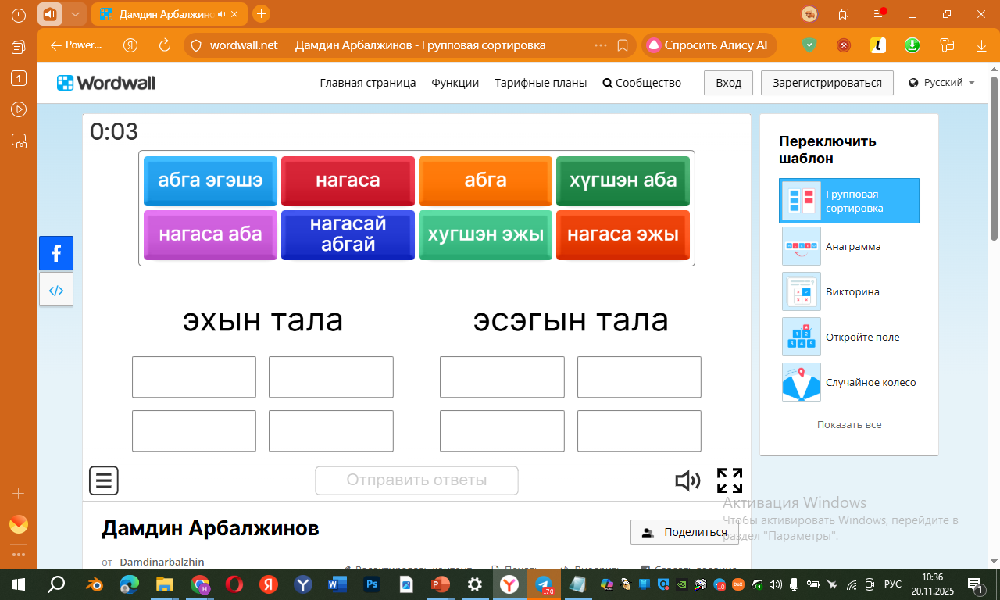 Дамдин Арбалжино
Power...
wordwall.net
Дамдин Арбалжинов - Групповая сортировка
Спросить Алису AI
1
Wordwall
Главная страница
Функции
Тарифные планы
Сообщество
Вход
Зарегистрироваться
Русский
0:03
абга эгэшэ
нагаса
абга
хүгшэн аба
нагаса аба
нагасай
абгай
хугшэн эжы
нагаса эжы
эхын тала
эсэгын тала
Отправить ответы
Переключить
шаблон
Групповая
сортировка
Анаграмма
Викторина
Откройте поле
Случайное колесо
Показать все
Дамдин Арбалжинов
Поделиться
от Damdinarbalzhin
Активация Windows
Чтобы активировать Windows, перейдите в
раздел "Параметры".
РУС
10:36
20.11.2025